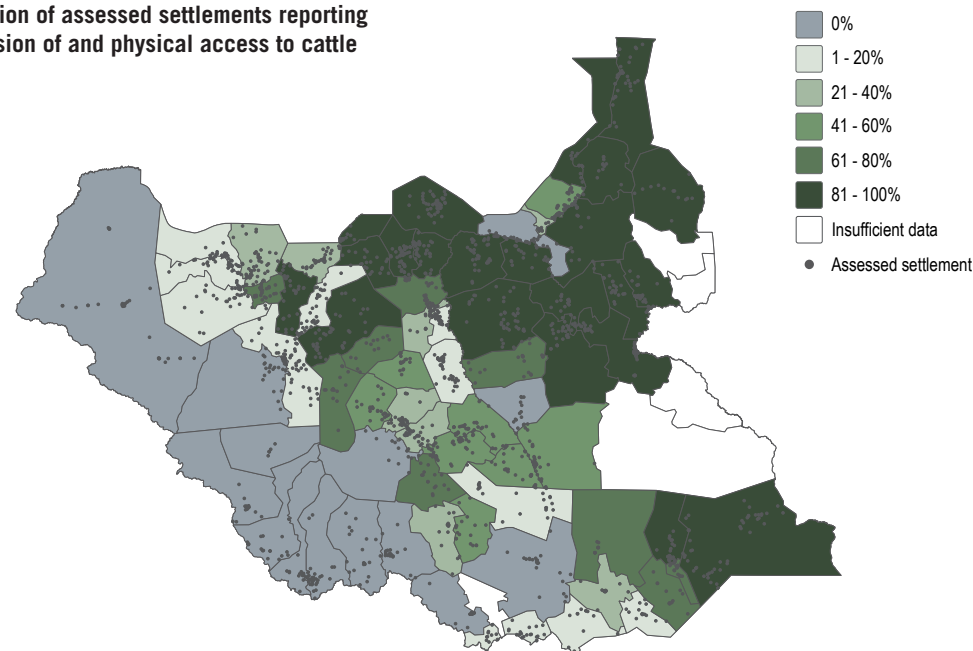 ion of assessed settlements reporting
sion of and physical access to cattle
0%
1 - 20%
21 - 40%
41 - 60%
61 - 80%
81 - 100%
Insufficient data
Assessed settlement